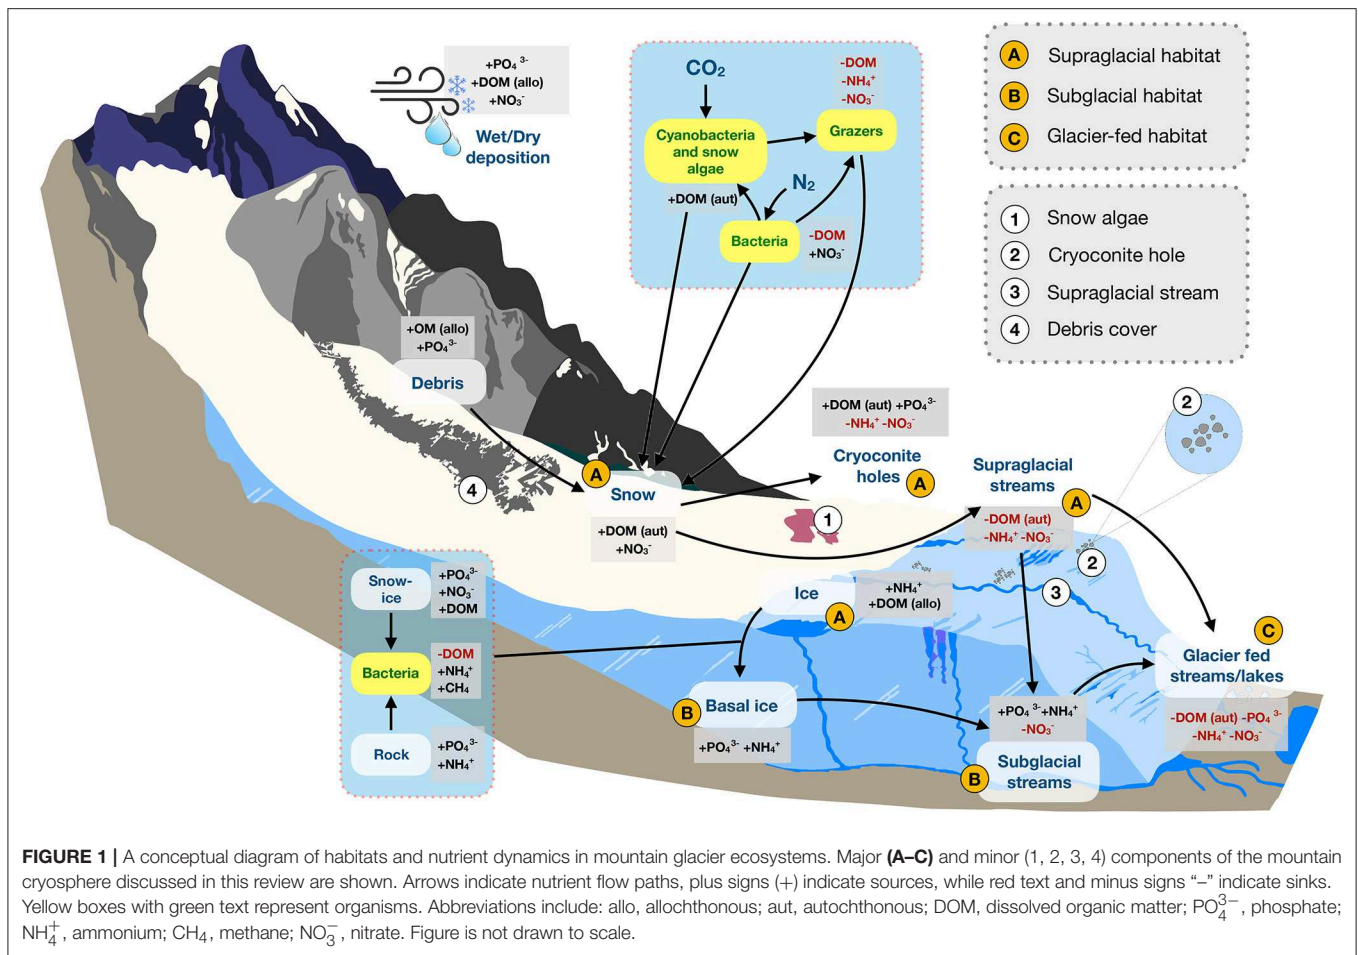 +PO₄ ³⁻
+DOM (allo)
+NO₃⁻
Wet/Dry
deposition
CO₂
-DOM
-NH₄⁺
-NO₃⁻
Cyanobacteria
and snow
algae
Grazers
+DOM (aut)
N₂
Bacteria
-DOM
+NO₃⁻
A Supraglacial habitat
B Subglacial habitat
C Glacier-fed habitat
1 Snow algae
2 Cryoconite hole
3 Supraglacial stream
4 Debris cover
+OM (allo)
+PO₄³⁻
Debris
4
A
Snow
+DOM (aut)
+NO₃⁻
+DOM (aut) +PO₄³⁻
-NH₄⁺ -NO₃⁻
Cryoconite
holes
A
1
2
Supraglacial
streams
A
-DOM (aut)
-NH₄⁺ -NO₃⁻
2
3
Ice
A
+NH₄⁺
+DOM (allo)
Snow-
ice
+PO₄³⁻
+NO₃⁻
+DOM
Bacteria
-DOM
+NH₄⁺
+CH₄
Rock
+PO₄³⁻
+NH₄⁺
B
Basal ice
+PO₄³⁻ +NH₄⁺
+PO₄ ³⁻+NH₄⁺
-NO₃⁻
B
Subglacial
streams
C
Glacier fed
streams/lakes
-DOM (aut) -PO₄ ³⁻
-NH₄⁺ -NO₃⁻
FIGURE 1 | A conceptual diagram of habitats and nutrient dynamics in mountain glacier ecosystems. Major (A–C) and minor (1, 2, 3, 4) components of the mountain
cryosphere discussed in this review are shown. Arrows indicate nutrient flow paths, plus signs (+) indicate sources, while red text and minus signs “–” indicate sinks.
Yellow boxes with green text represent organisms. Abbreviations include: allo, allochthonous; aut, autochthonous; DOM, dissolved organic matter; PO₄³⁻, phosphate;
NH₄⁺, ammonium; CH₄, methane; NO₃⁻, nitrate. Figure is not drawn to scale.